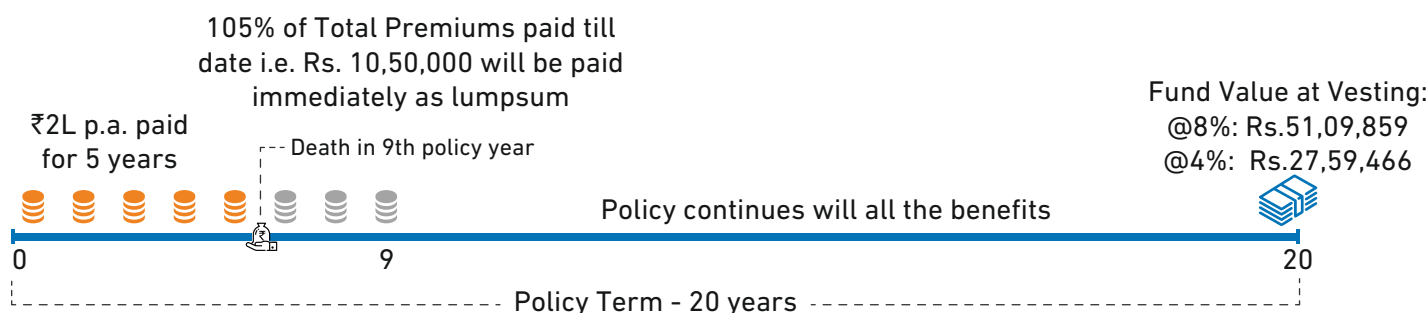 105% of Total Premiums paid till
date i.e. Rs. 10,50,000 will be paid
immediately as lumpsum
₹2L p.a. paid
for 5 years
Death in 9th policy year
Fund Value at Vesting:
@8%: Rs.51,09,859
@4%: Rs.27,59,466
₹
Policy continues will all the benefits
0
9
20
Policy Term - 20 years